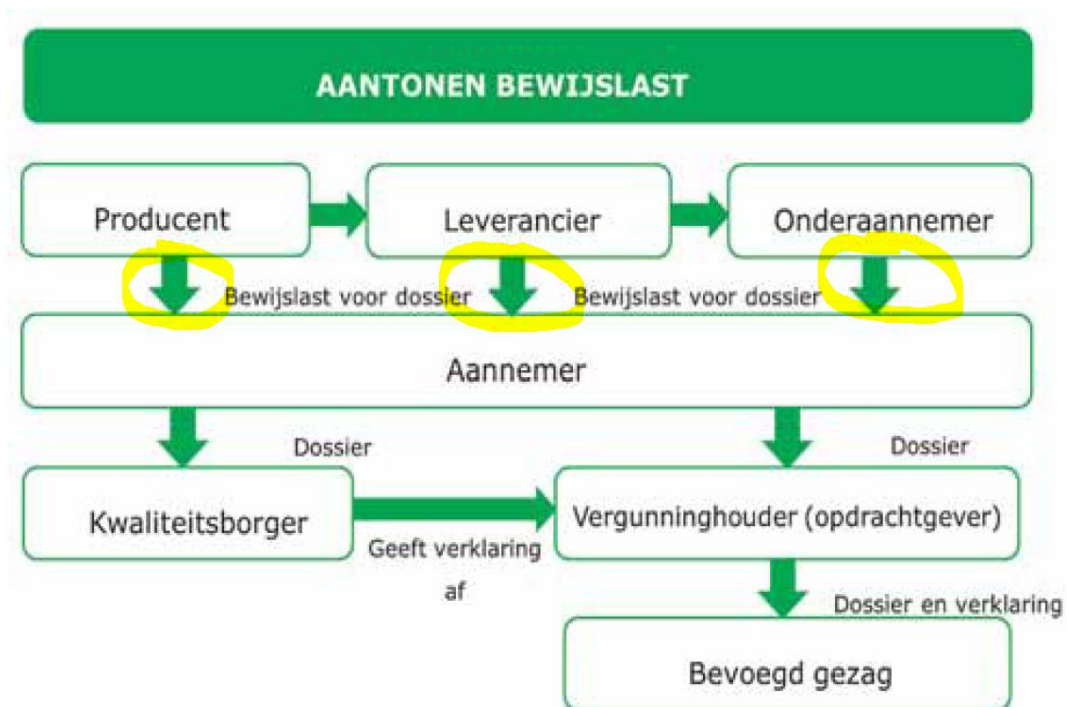 AANTONEN BEWIJSLAST
Producent
Leverancier
Onderaannemer
Bewijslast voor dossier
Bewijslast voor dossier
Aannemer
Dossier
Dossier
Kwaliteitsborger
Geeft verklaring
af
Vergunninghouder (opdrachtgever)
Dossier en verklaring
Bevoegd gezag